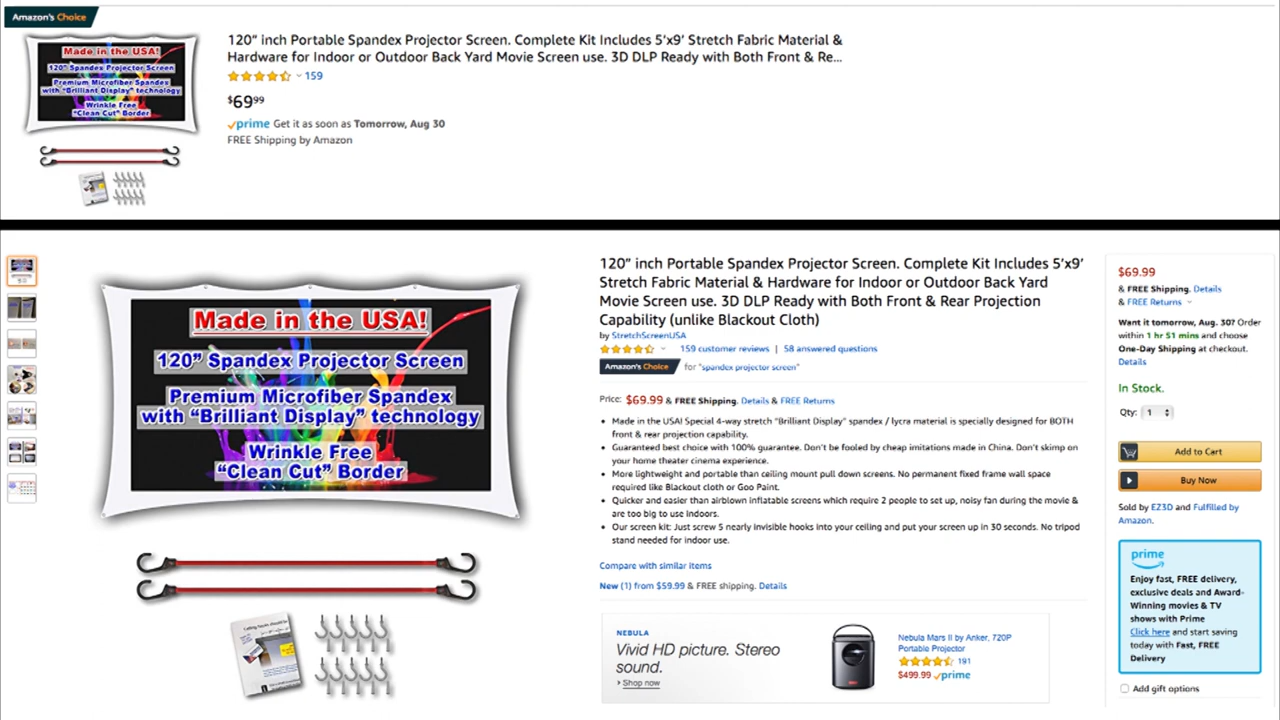 Amazon's Choice
Made in the USA!
120" Spandex Projector Screen
Premium Microfiber Spandex
with "Brilliant Display" technology
Wrinkle Free
"Clean Cut" Border
120" inch Portable Spandex Projector Screen. Complete Kit Includes 5'x9' Stretch Fabric Material &
Hardware for Indoor or Outdoor Back Yard Movie Screen use. 3D DLP Ready with Both Front & Re...
159
$69.99
prime Get it as soon as Tomorrow, Aug 30
FREE Shipping by Amazon
Made in the USA!
120" Spandex Projector Screen
Premium Microfiber Spandex
with "Brilliant Display" technology
Wrinkle Free
"Clean Cut" Border
120" inch Portable Spandex Projector Screen. Complete Kit Includes 5'x9'
Stretch Fabric Material & Hardware for Indoor or Outdoor Back Yard
Movie Screen use. 3D DLP Ready with Both Front & Rear Projection
Capability (unlike Blackout Cloth)
by StretchScreenUSA
159 customer reviews | 58 answered questions
Amazon's Choice for "spandex projector screen"
Price: $69.99 & FREE Shipping. Details & FREE Returns
• Made in the USA! Special 4-way stretch "Brilliant Display" spandex / lycra material is specially designed for BOTH
front & rear projection capability.
• Guaranteed best choice with 100% guarantee. Don't be fooled by cheap imitations made in China. Don't skimp on
your home theater cinema experience.
• More lightweight and portable than ceiling mount pull down screens. No permanent fixed frame wall space
required like Blackout cloth or Goo Paint.
• Quicker and easier than airblown inflatable screens which require 2 people to set up, noisy fan during the movie &
are too big to use indoors.
• Our screen kit: Just screw 5 nearly invisible hooks into your ceiling and put your screen up in 30 seconds. No tripod
stand needed for indoor use.
Compare with similar items
New (1) from $59.99 & FREE shipping. Details
NEBULA
Vivid HD picture. Stereo
sound.
Shop now
Nebula Mars II by Anker, 720P
Portable Projector
191
$499.99 prime
$69.99
& FREE Shipping. Details
& FREE Returns
Want it tomorrow, Aug. 30? Order
within 1 hr 51 mins and choose
One-Day Shipping at checkout.
Details
In Stock.
Qty: 1
Add to Cart
Buy Now
Sold by EZ3D and Fulfilled by
Amazon.
prime
Enjoy fast, FREE delivery,
exclusive deals and Award-
Winning movies & TV
shows with Prime
Click here and start saving
today with Fast, FREE
Delivery
Add gift options